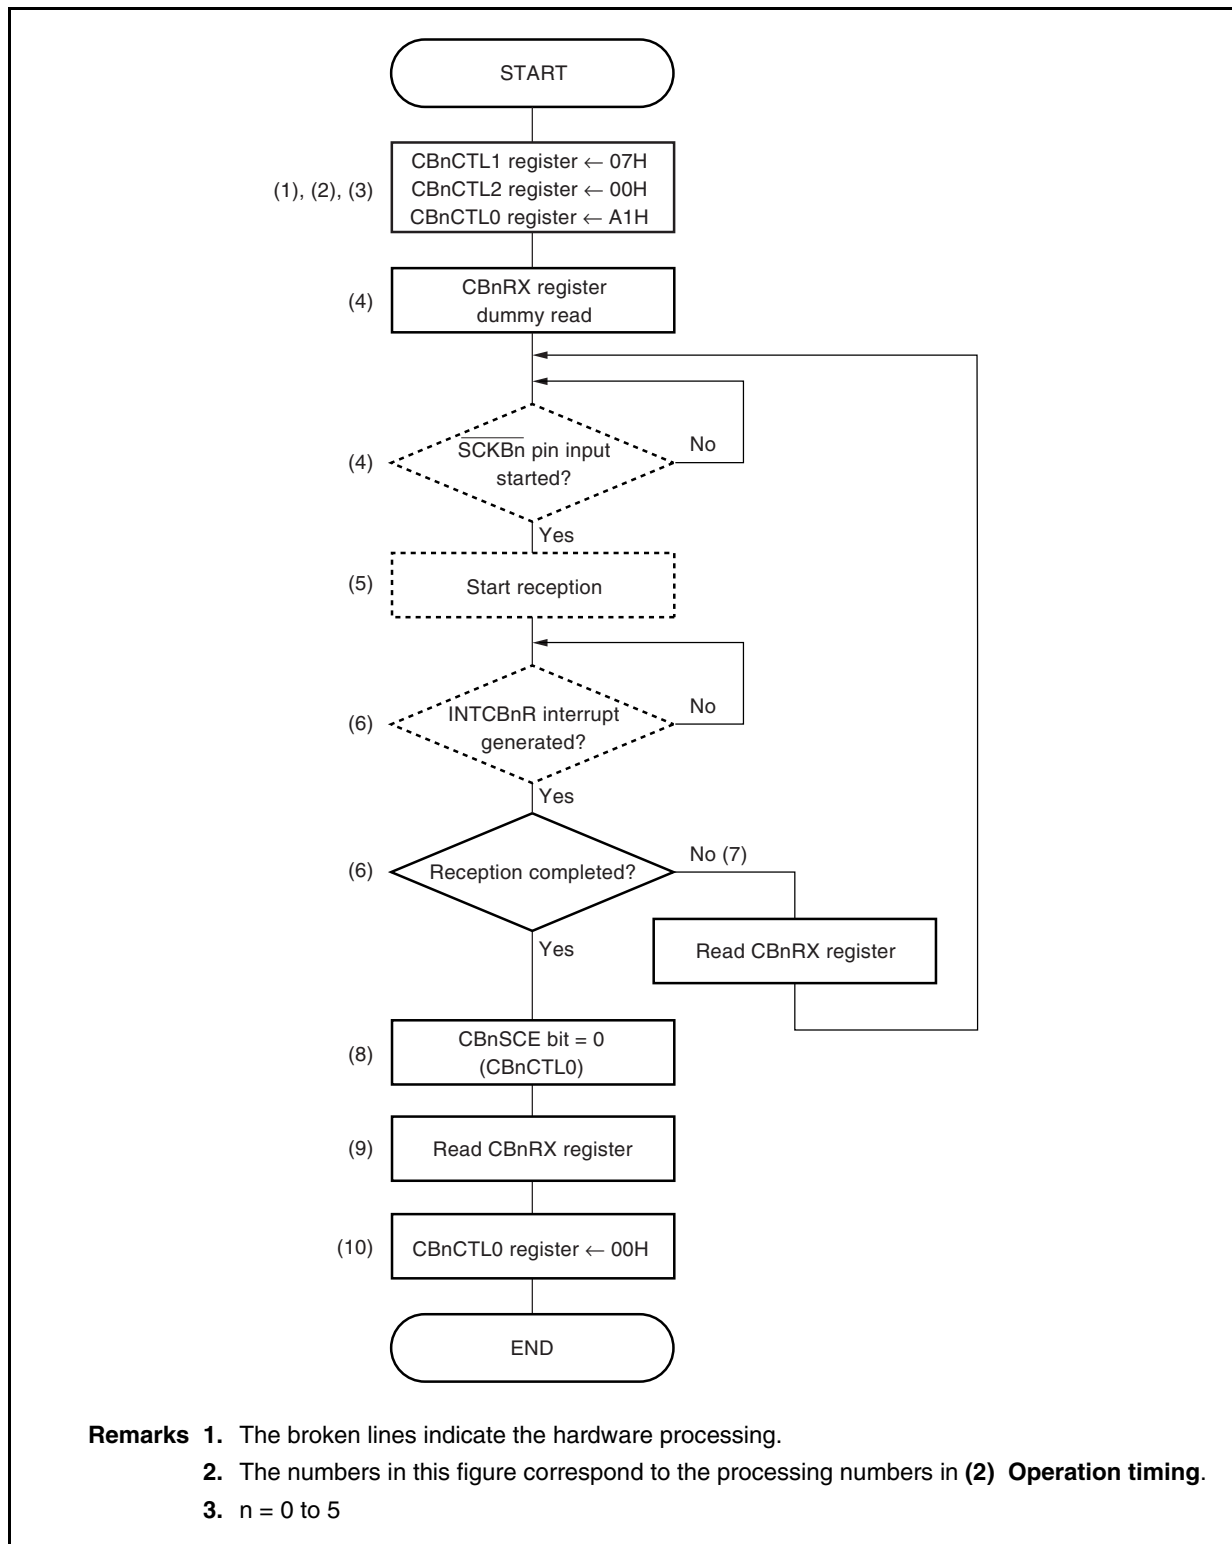 START
CBnCTL1 register ← 07H
(1), (2), (3)
CBnCTL2 register ← 00H
CBnCTL0 register ← A1H
(4)
CBnRX register
dummy read
(4)
SCKBn pin input
started?
No
Yes
(5)
Start reception
(6)
INTCBnR interrupt
generated?
No
Yes
(6)
Reception completed?
No (7)
Read CBnRX register
Yes
(8)
CBnSCE bit = 0
(CBnCTL0)
(9)
Read CBnRX register
(10)
CBnCTL0 register ← 00H
END
Remarks 1. The broken lines indicate the hardware processing.
2. The numbers in this figure correspond to the processing numbers in (2) Operation timing.
3. n = 0 to 5